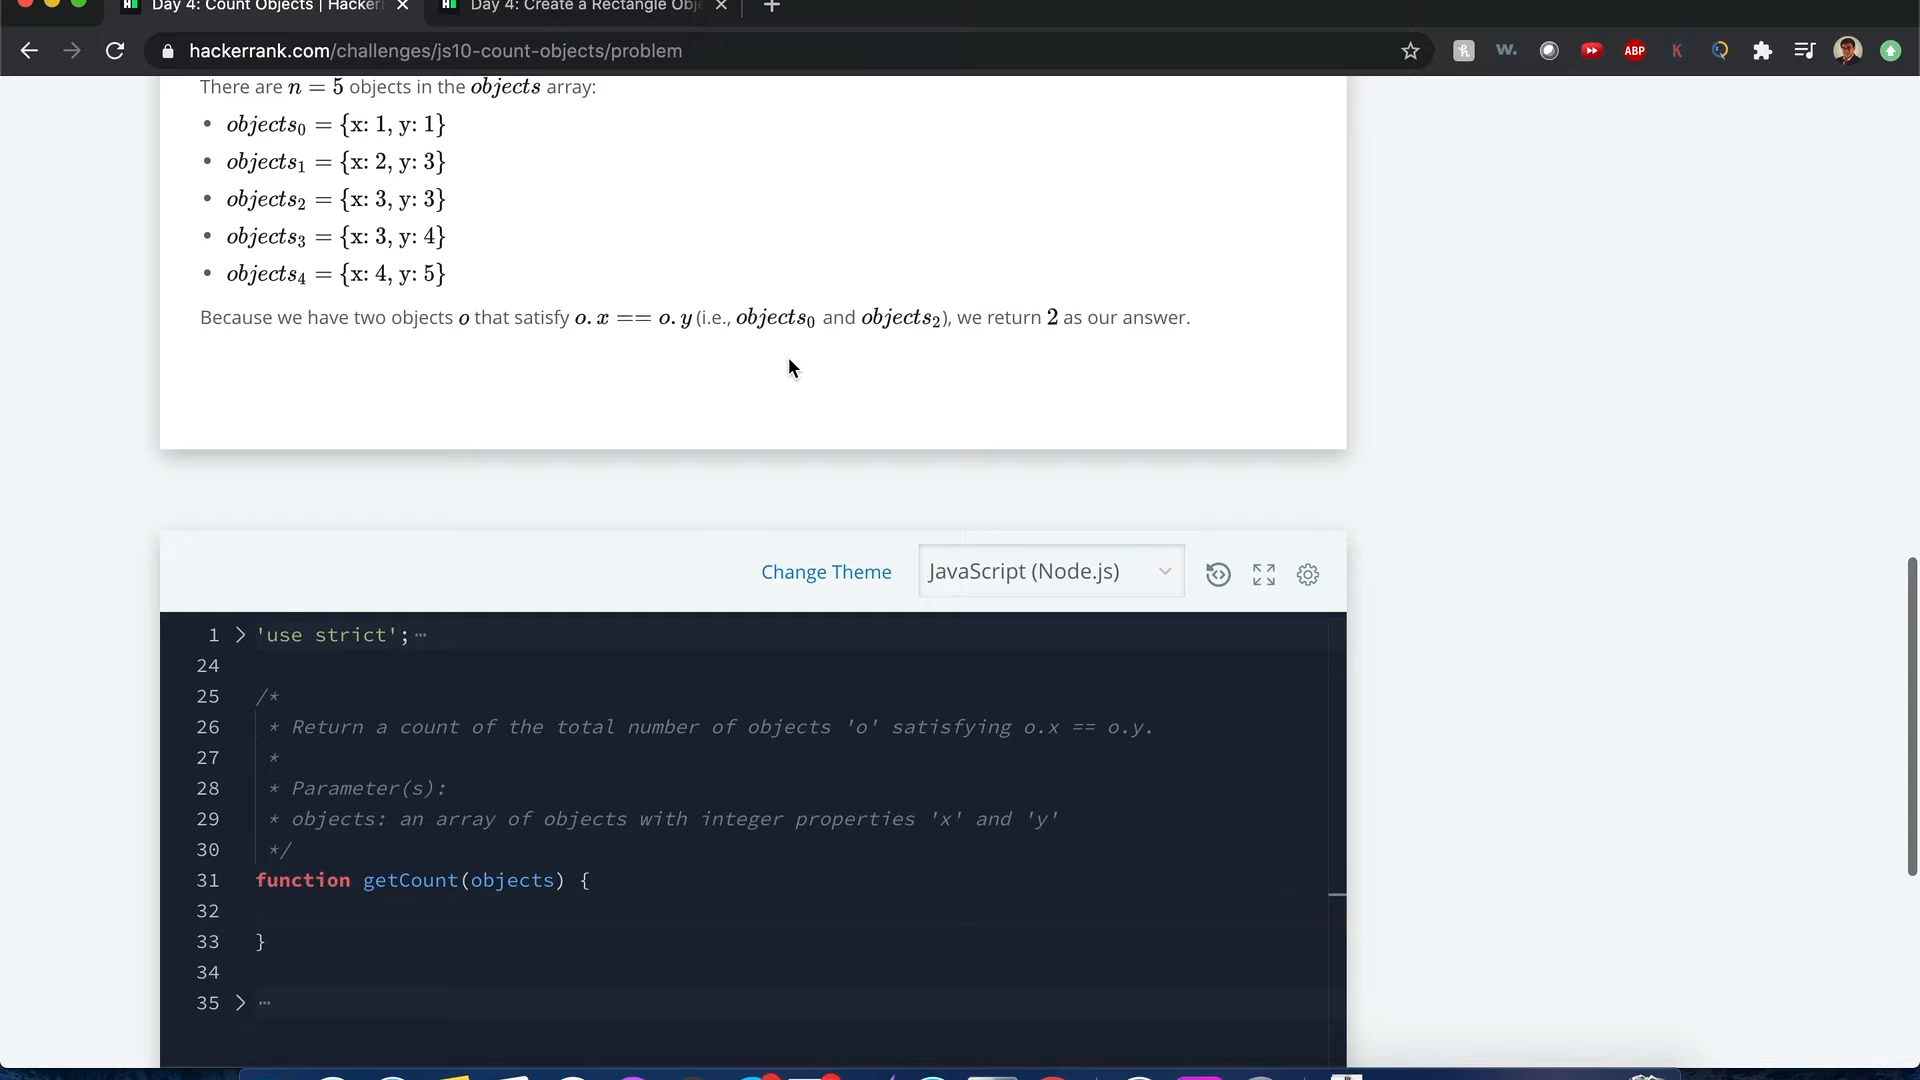 Day 4: Count Objects | Hacker
Day 4: Create a Rectangle Obje
hackerrank.com/challenges/js10-count-objects/problem
w.
ABP
K
There are n = 5 objects in the objects array:
• objects₀ = {x: 1, y: 1}
• objects₁ = {x: 2, y: 3}
• objects₂ = {x: 3, y: 3}
• objects₃ = {x: 3, y: 4}
• objects₄ = {x: 4, y: 5}
Because we have two objects o that satisfy o.x == o.y (i.e., objects₀ and objects₂), we return 2 as our answer.
Change Theme
JavaScript (Node.js)
1 'use strict';
24
25 /*
26 * Return a count of the total number of objects 'o' satisfying o.x == o.y.
27 *
28 * Parameter(s):
29 * objects: an array of objects with integer properties 'x' and 'y'
30 */
31 function getCount(objects) {
32
33 }
34
35